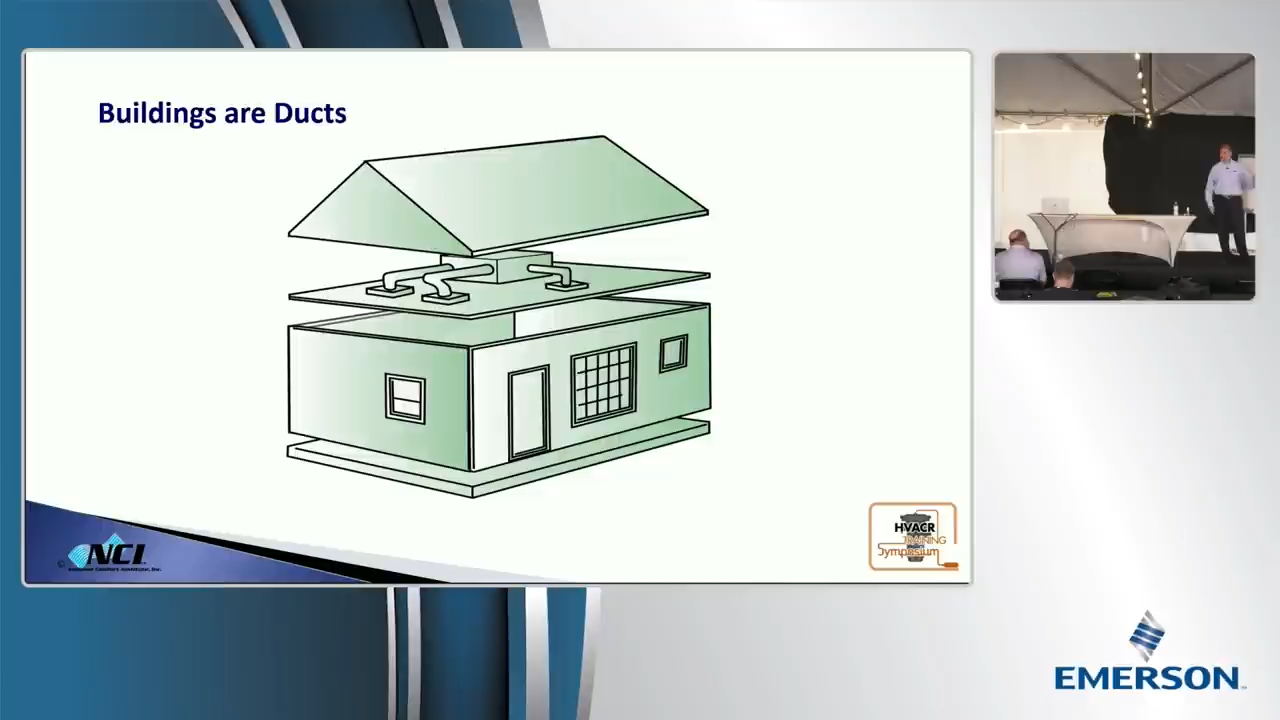 Buildings are Ducts
NCI
HVACR
TRAINING
Symposium
EMERSON